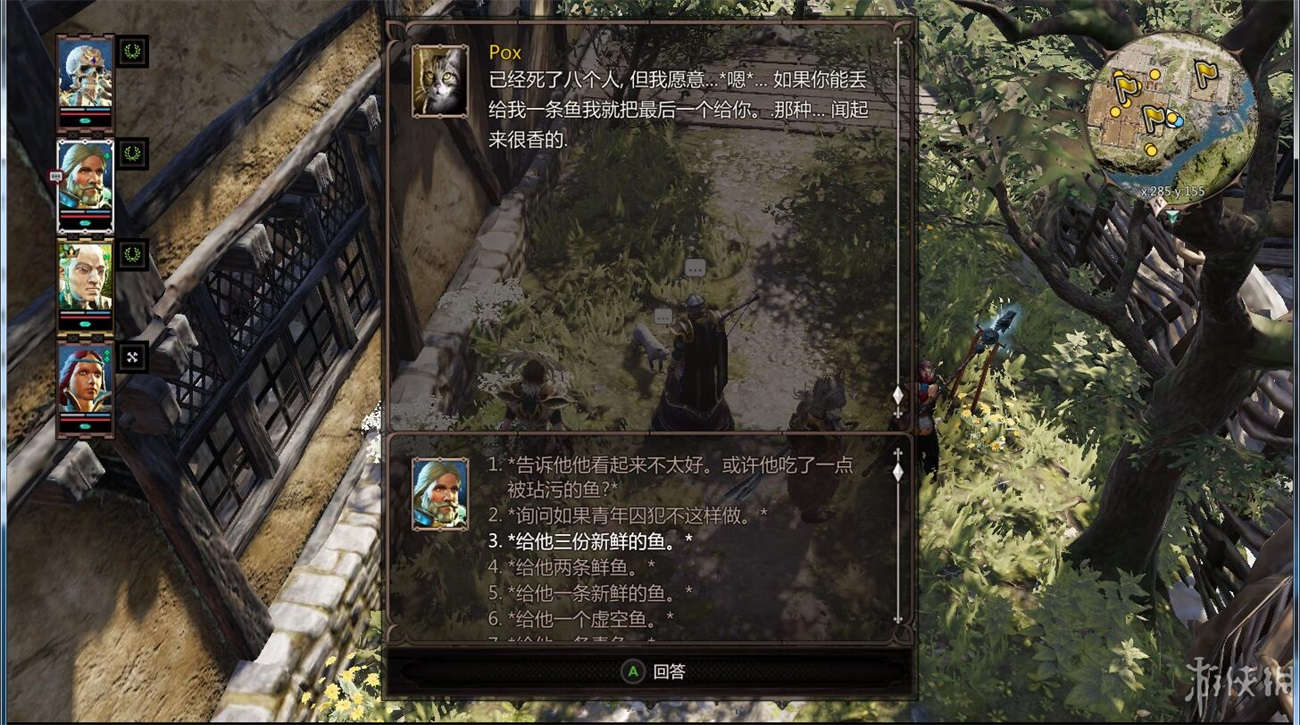 Pox
已经死了八个人, 但我愿意...*嗯*... 如果你能丢
给我一条鱼我就把最后一个给你。.那种... 闻起
来很香的.
x:285 y:155
1. *告诉他他看起来不太好。或许他吃了一点
被玷污的鱼?*
2. *询问如果青年囚犯不这样做。*
3. *给他三份新鲜的鱼。*
4. *给他两条鲜鱼。*
5. *给他一条新鲜的鱼。*
6. *给他一个虚空鱼。*
A 回答
游侠网